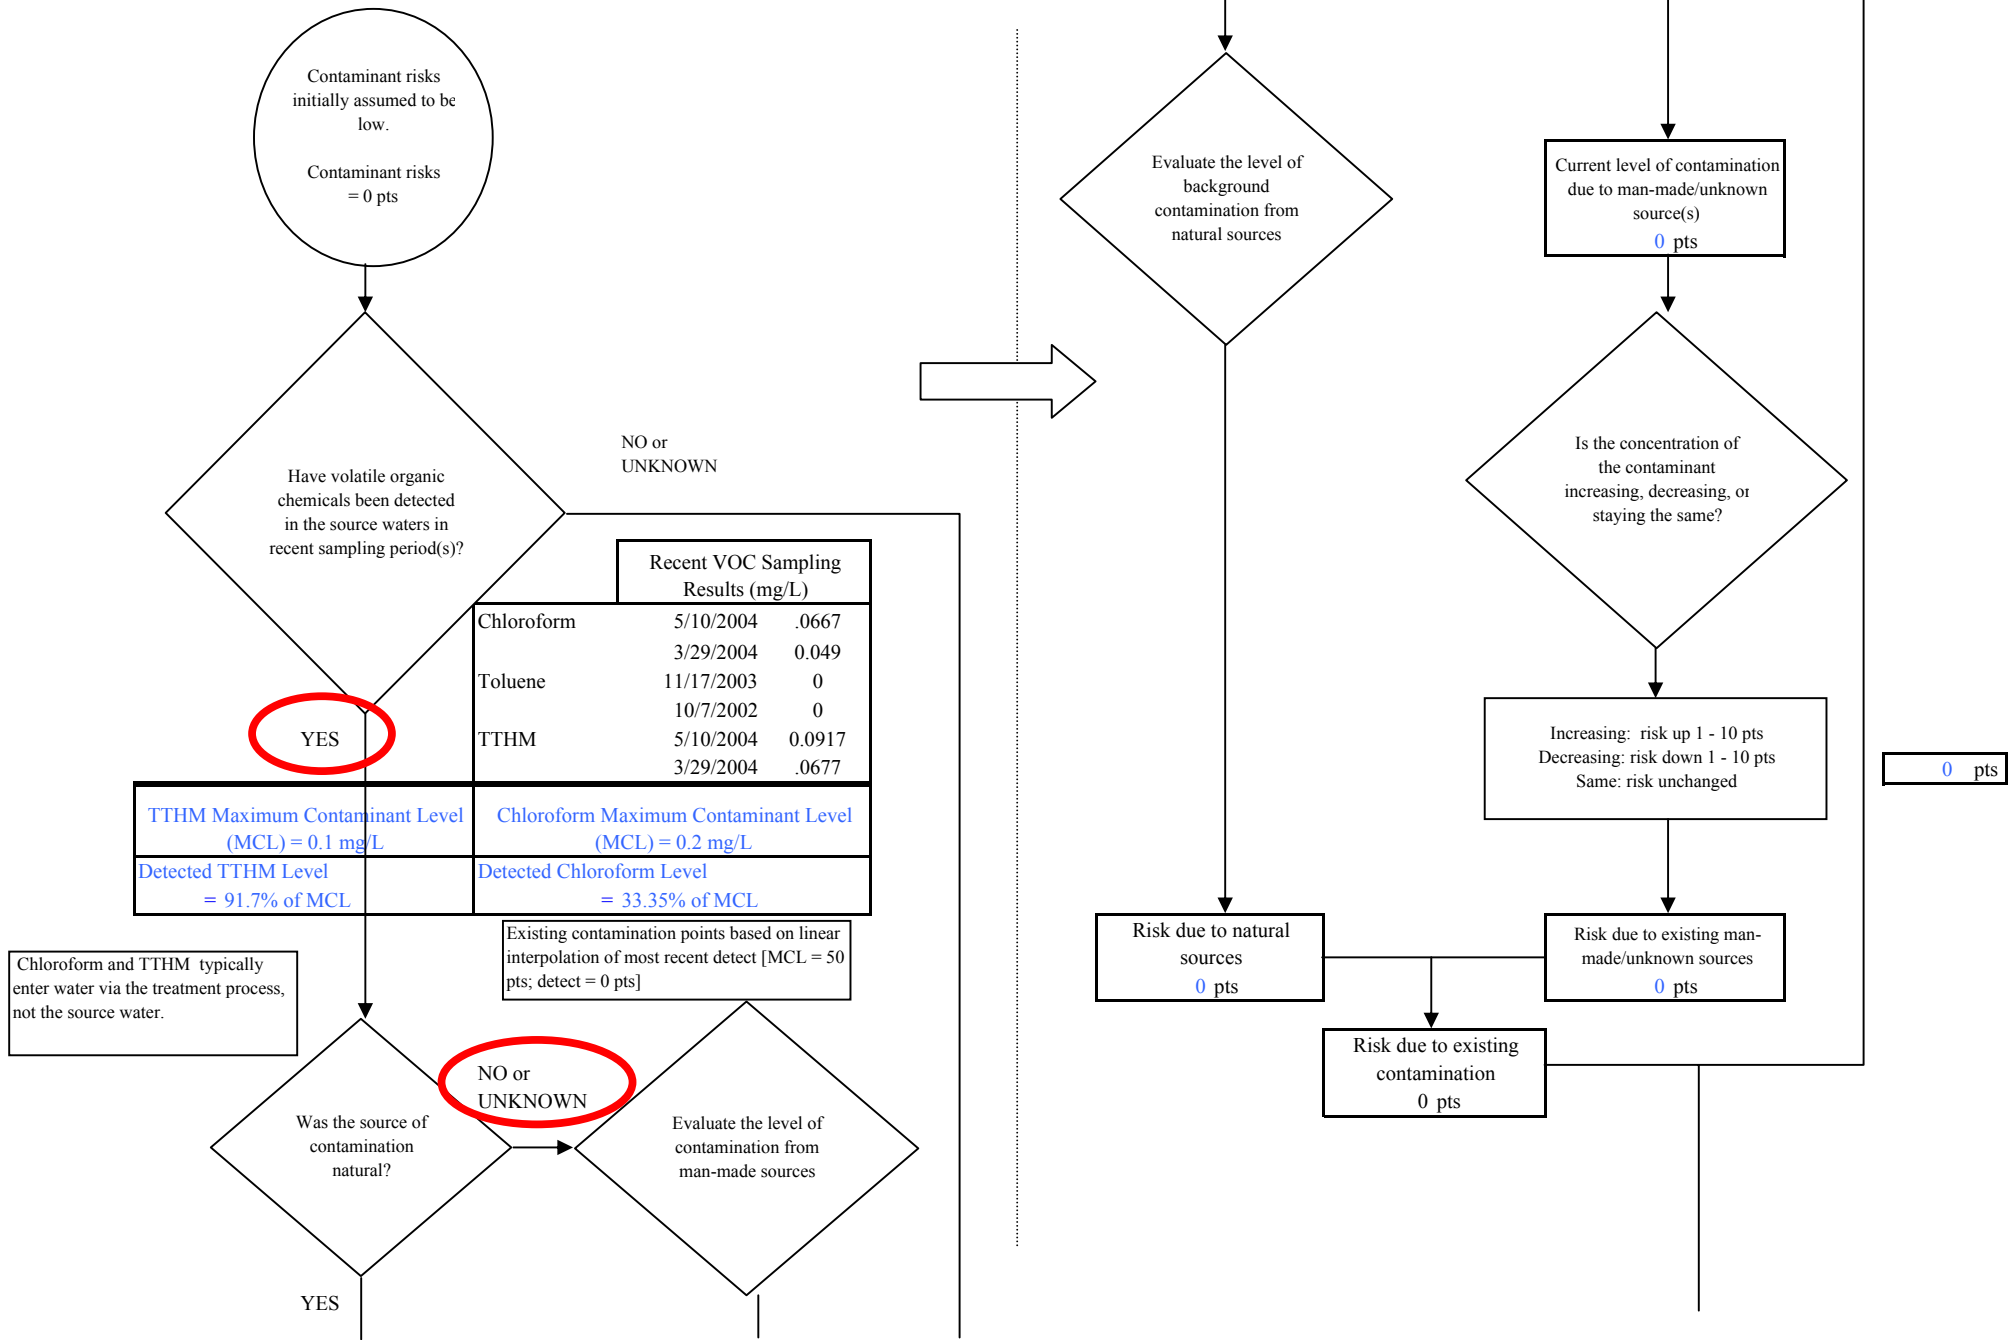 Contaminant risks
initially assumed to be
low.
Contaminant risks
= 0 pts
Have volatile organic
chemicals been detected
in the source waters in
recent sampling period(s)?
NO or
UNKNOWN
Recent VOC Sampling
Results (mg/L)
Chloroform 5/10/2004 .0667
3/29/2004 0.049
Toluene 11/17/2003 0
10/7/2002 0
TTHM 5/10/2004 0.0917
3/29/2004 .0677
YES
TTHM Maximum Contaminant Level
(MCL) = 0.1 mg/L
Chloroform Maximum Contaminant Level
(MCL) = 0.2 mg/L
Detected TTHM Level
= 91.7% of MCL
Detected Chloroform Level
= 33.35% of MCL
Existing contamination points based on linear
interpolation of most recent detect [MCL = 50
pts; detect = 0 pts]
Chloroform and TTHM typically
enter water via the treatment process,
not the source water.
Was the source of
contamination
natural?
NO or
UNKNOWN
Evaluate the level of
contamination from
man-made sources
YES
Evaluate the level of
background
contamination from
natural sources
Current level of contamination
due to man-made/unknown
source(s)
0 pts
Is the concentration of
the contaminant
increasing, decreasing, or
staying the same?
Increasing: risk up 1 - 10 pts
Decreasing: risk down 1 - 10 pts
Same: risk unchanged
0 pts
Risk due to natural
sources
0 pts
Risk due to existing man-
made/unknown sources
0 pts
Risk due to existing
contamination
0 pts